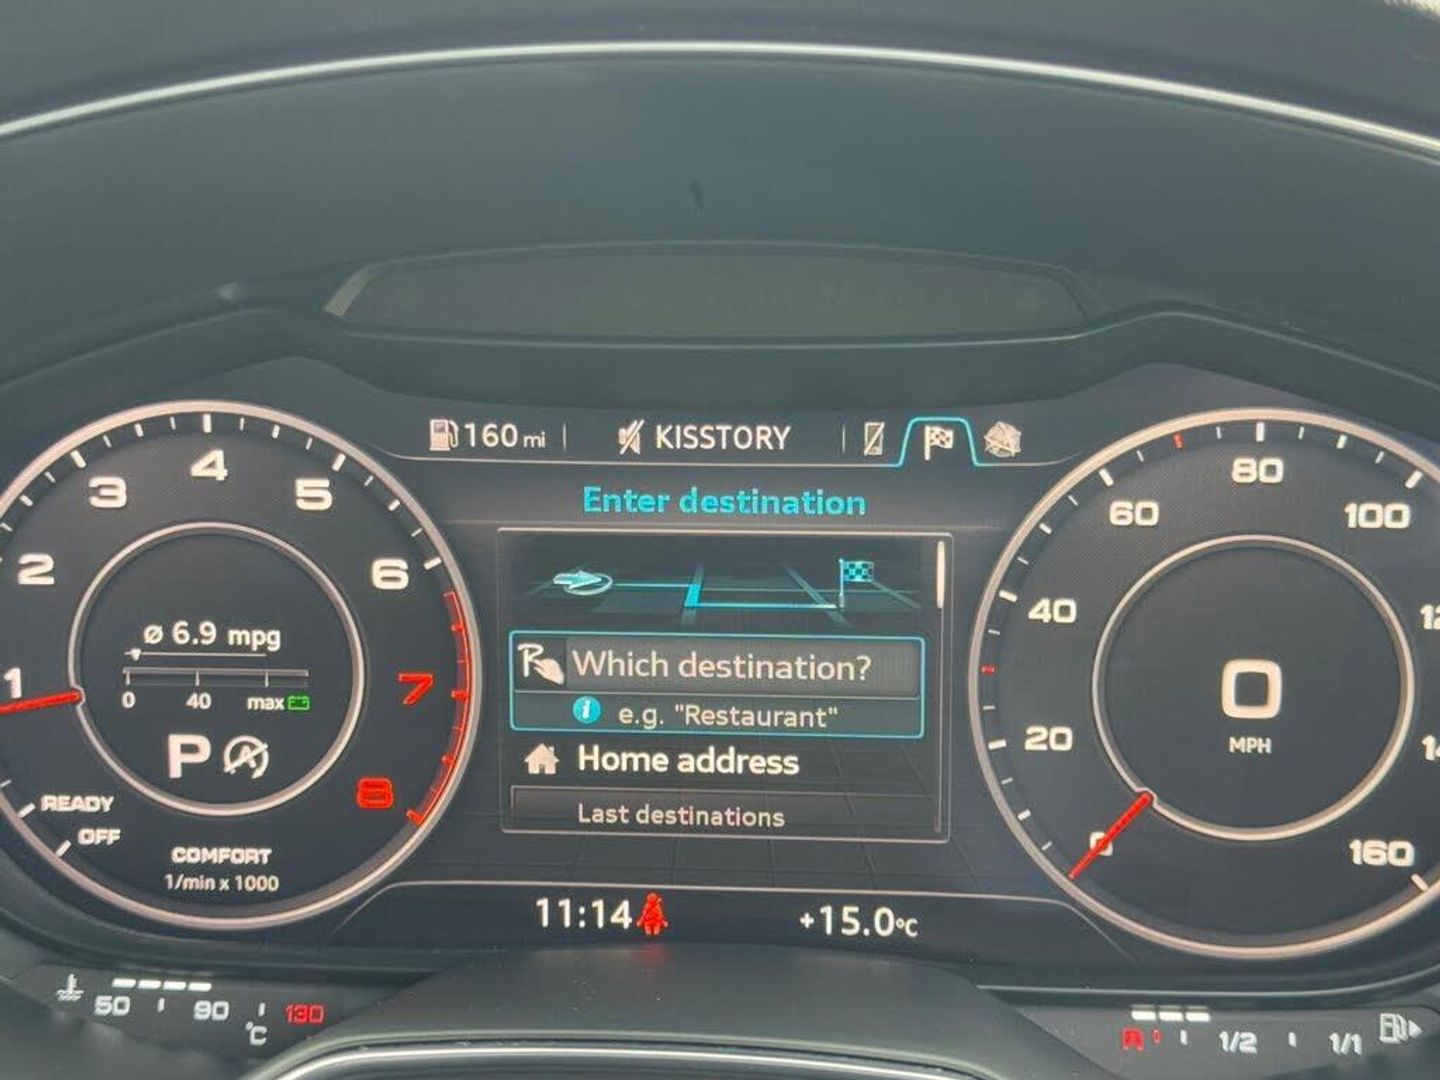 160 mi
KISSTORY
Enter destination
Which destination?
e.g. "Restaurant"
Home address
Last destinations
11:14
+15.0°C
1
2
3
4
5
6
7
8
ø 6.9 mpg
0 40 max
P
READY
OFF
COMFORT
1/min x 1000
20
40
60
80
100
160
0
MPH
50 90 130
°C
1/2 1/1